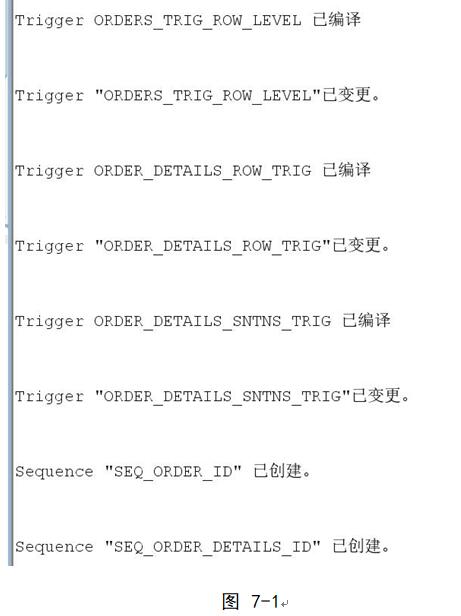 Trigger ORDERS_TRIG_ROW_LEVEL 已编译
Trigger "ORDERS_TRIG_ROW_LEVEL"已变更。
Trigger ORDER_DETAILS_ROW_TRIG 已编译
Trigger "ORDER_DETAILS_ROW_TRIG"已变更。
Trigger ORDER_DETAILS_SNTNS_TRIG 已编译
Trigger "ORDER_DETAILS_SNTNS_TRIG"已变更。
Sequence "SEQ_ORDER_ID" 已创建。
Sequence "SEQ_ORDER_DETAILS_ID" 已创建。
图 7-1